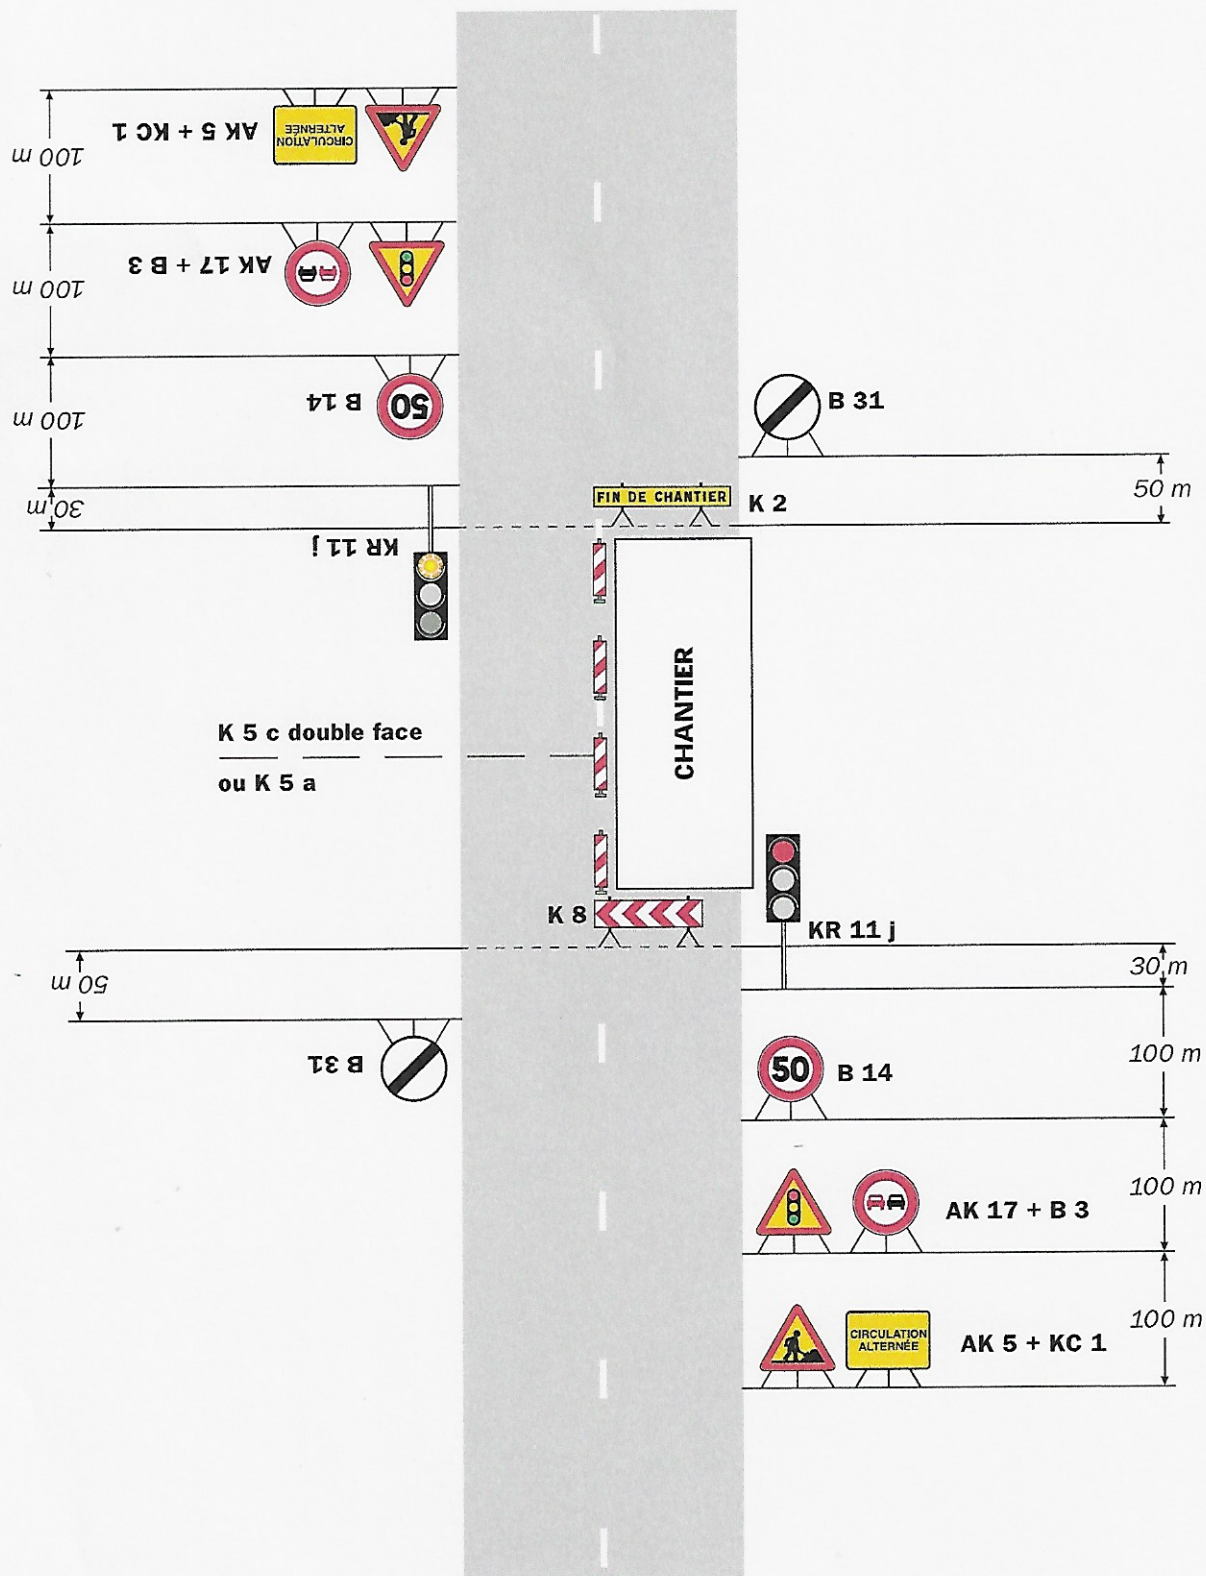 100 m
AK 5 + KC 1
CIRCULATION
ALTERNÉE
100 m
AK 17 + B 3
100 m
B 14
50
B 31
30 m
FIN DE CHANTIER
K 2
50 m
KR 11 j
CHANTIER
K 5 c double face
ou K 5 a
K 8
KR 11 j
50 m
30 m
B 31
50
B 14
100 m
AK 17 + B 3
100 m
CIRCULATION
ALTERNÉE
AK 5 + KC 1
100 m